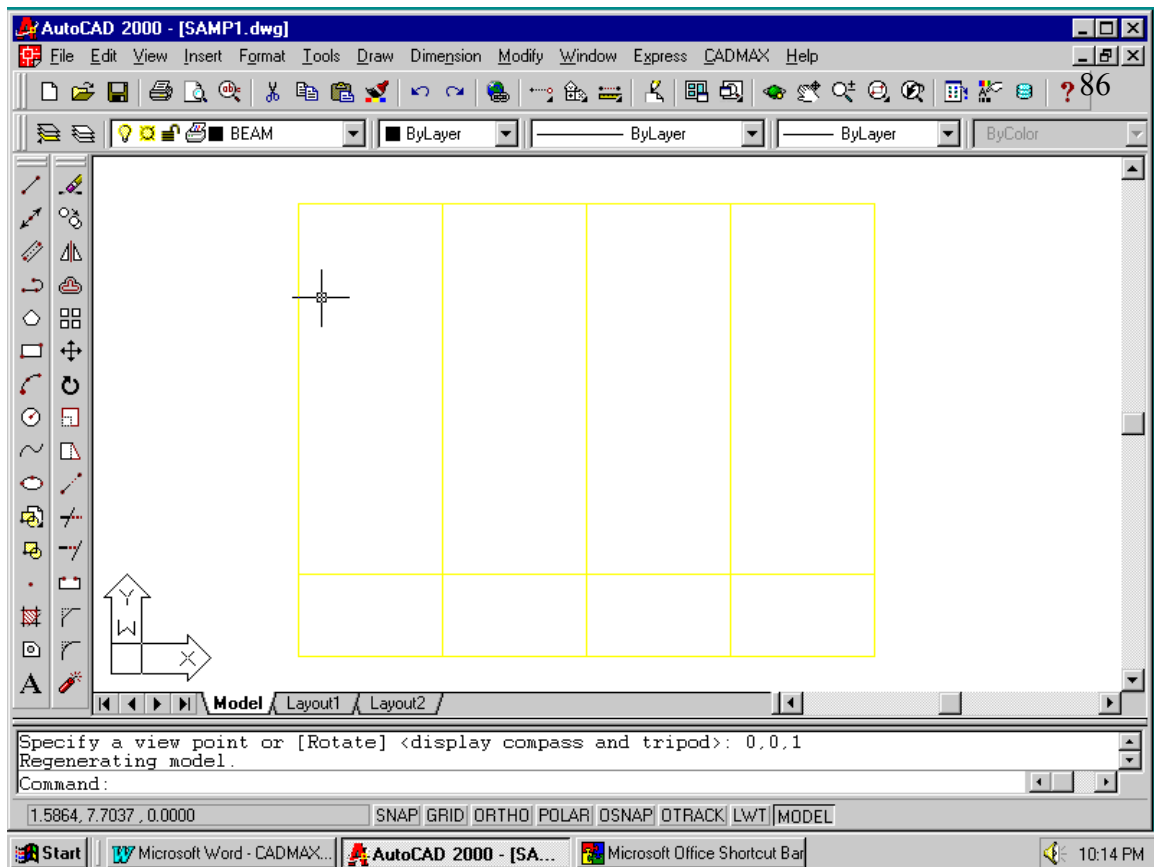 AutoCAD 2000 - [SAMP1.dwg]
File Edit View Insert Format Tools Draw Dimension Modify Window Express CADMAX Help
86
BEAM ByLayer ByLayer ByLayer ByColor
Y
W
X
A
Model Layout1 Layout2
Specify a view point or [Rotate] <display compass and tripod>: 0,0,1
Regenerating model.
Command:
1.5864, 7.7037 , 0.0000 SNAP GRID ORTHO POLAR OSNAP OTRACK LWT MODEL
Start Microsoft Word - CADMAX... AutoCAD 2000 - [SA... Microsoft Office Shortcut Bar 10:14 PM